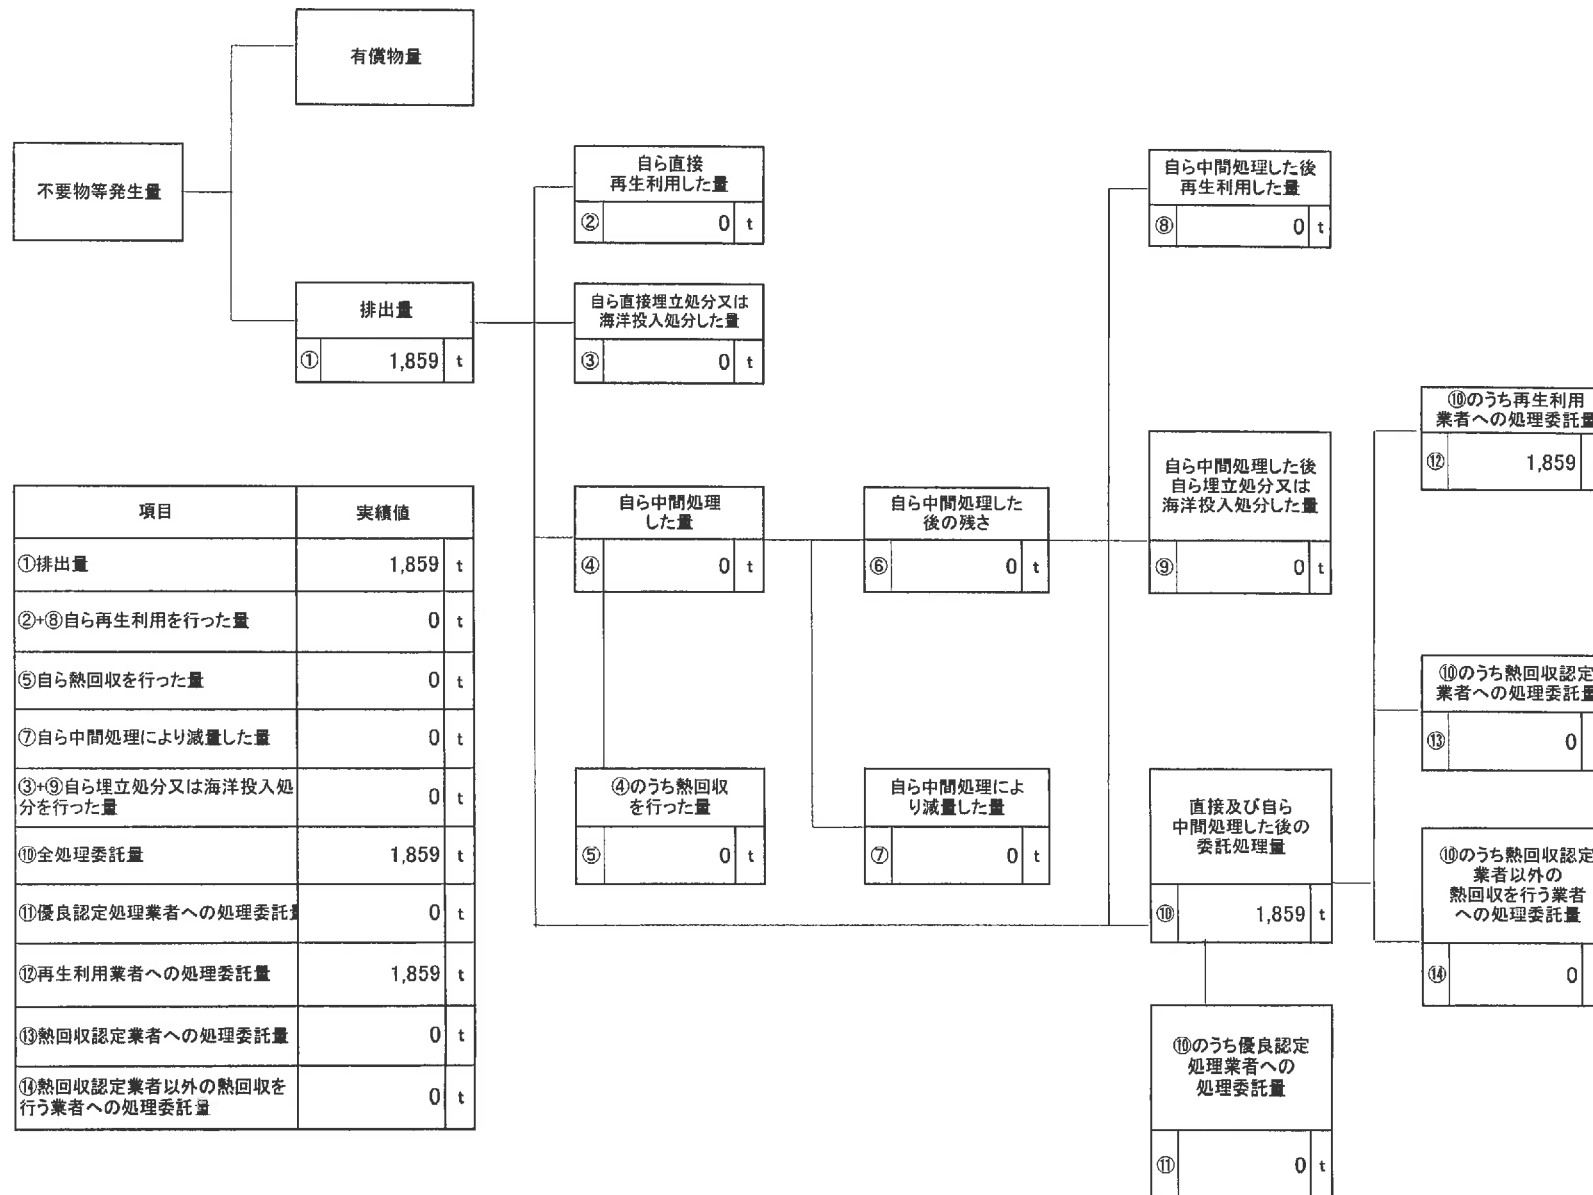 有償物量
不要物等発生量
排出量
① 1,859 t
自ら直接
再生利用した量
② 0 t
自ら直接埋立処分又は
海洋投入処分した量
③ 0 t
自ら中間処理
した量
④ 0 t
④のうち熱回収
を行った量
⑤ 0 t
自ら中間処理した
後の残さ
⑥ 0 t
自ら中間処理によ
り減量した量
⑦ 0 t
自ら中間処理した後
再生利用した量
⑧ 0 t
自ら中間処理した後
自ら埋立処分又は
海洋投入処分した量
⑨ 0 t
直接及び自ら
中間処理した後の
委託処理量
⑩ 1,859 t
⑩のうち優良認定
処理業者への
処理委託量
⑪ 0 t
⑩のうち再生利用
業者への処理委託量
⑫ 1,859
⑩のうち熱回収認定
業者への処理委託量
⑬ 0
⑩のうち熱回収認定
業者以外の
熱回収を行う業者
への処理委託量
⑭ 0
項目 実績値
①排出量 1,859 t
②+⑧自ら再生利用を行った量 0 t
⑤自ら熱回収を行った量 0 t
⑦自ら中間処理により減量した量 0 t
③+⑨自ら埋立処分又は海洋投入処
分を行った量 0 t
⑩全処理委託量 1,859 t
⑪優良認定処理業者への処理委託量 0 t
⑫再生利用業者への処理委託量 1,859 t
⑬熱回収認定業者への処理委託量 0 t
⑭熱回収認定業者以外の熱回収を
行う業者への処理委託量 0 t